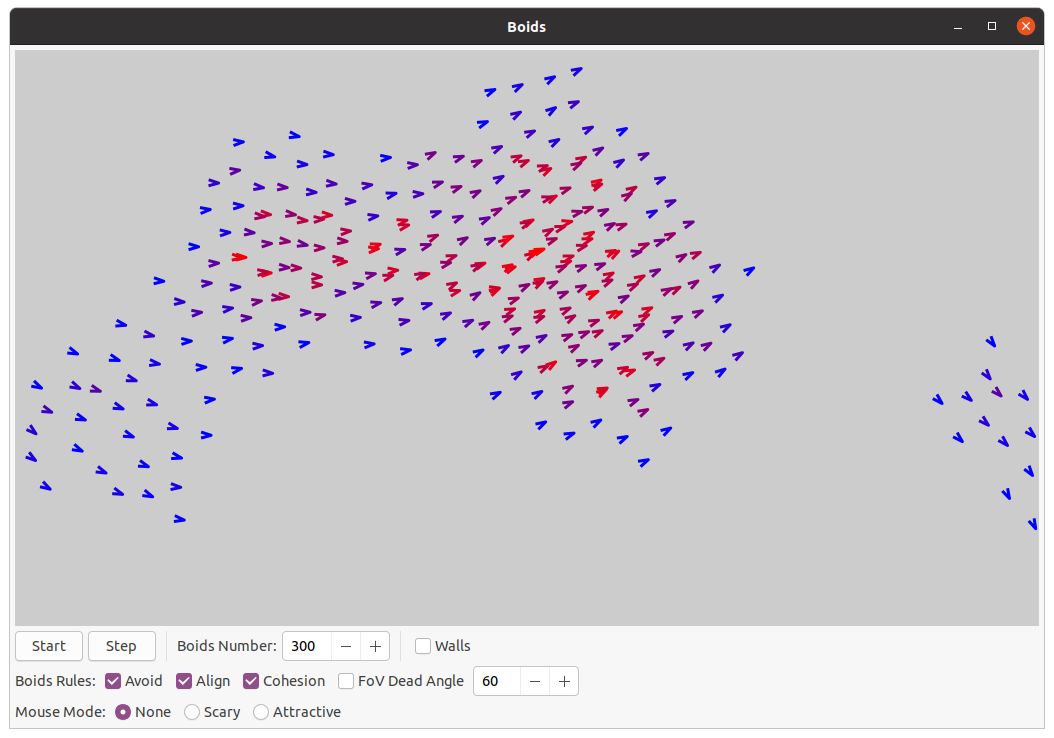 Boids
Start Step Boids Number: 300 Walls
Boids Rules: Avoid Align Cohesion FoV Dead Angle 60
Mouse Mode: None Scary Attractive